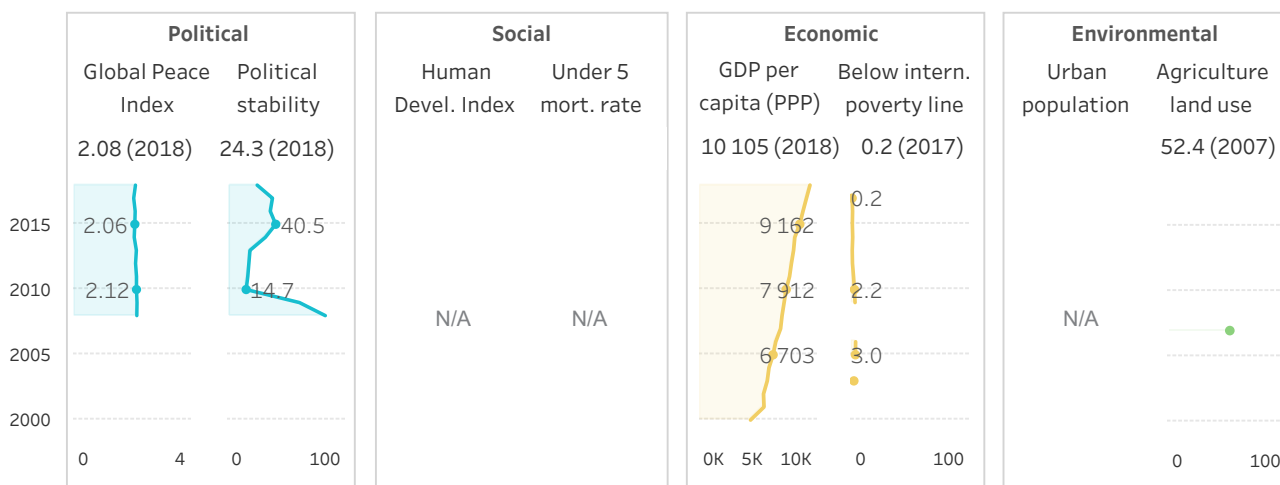 Political
Global Peace Index
2.08 (2018)
Political stability
24.3 (2018)
Social
Human Devel. Index
Under 5 mort. rate
Economic
GDP per capita (PPP)
10 105 (2018)
Below intern. poverty line
0.2 (2017)
Environmental
Urban population
Agriculture land use
52.4 (2007)
2015
2010
2005
2000
2.06
2.12
0
4
40.5
14.7
0
100
N/A
N/A
9 162
7 912
6 703
0K
5K
10K
0.2
2.2
3.0
0
100
N/A
0
100